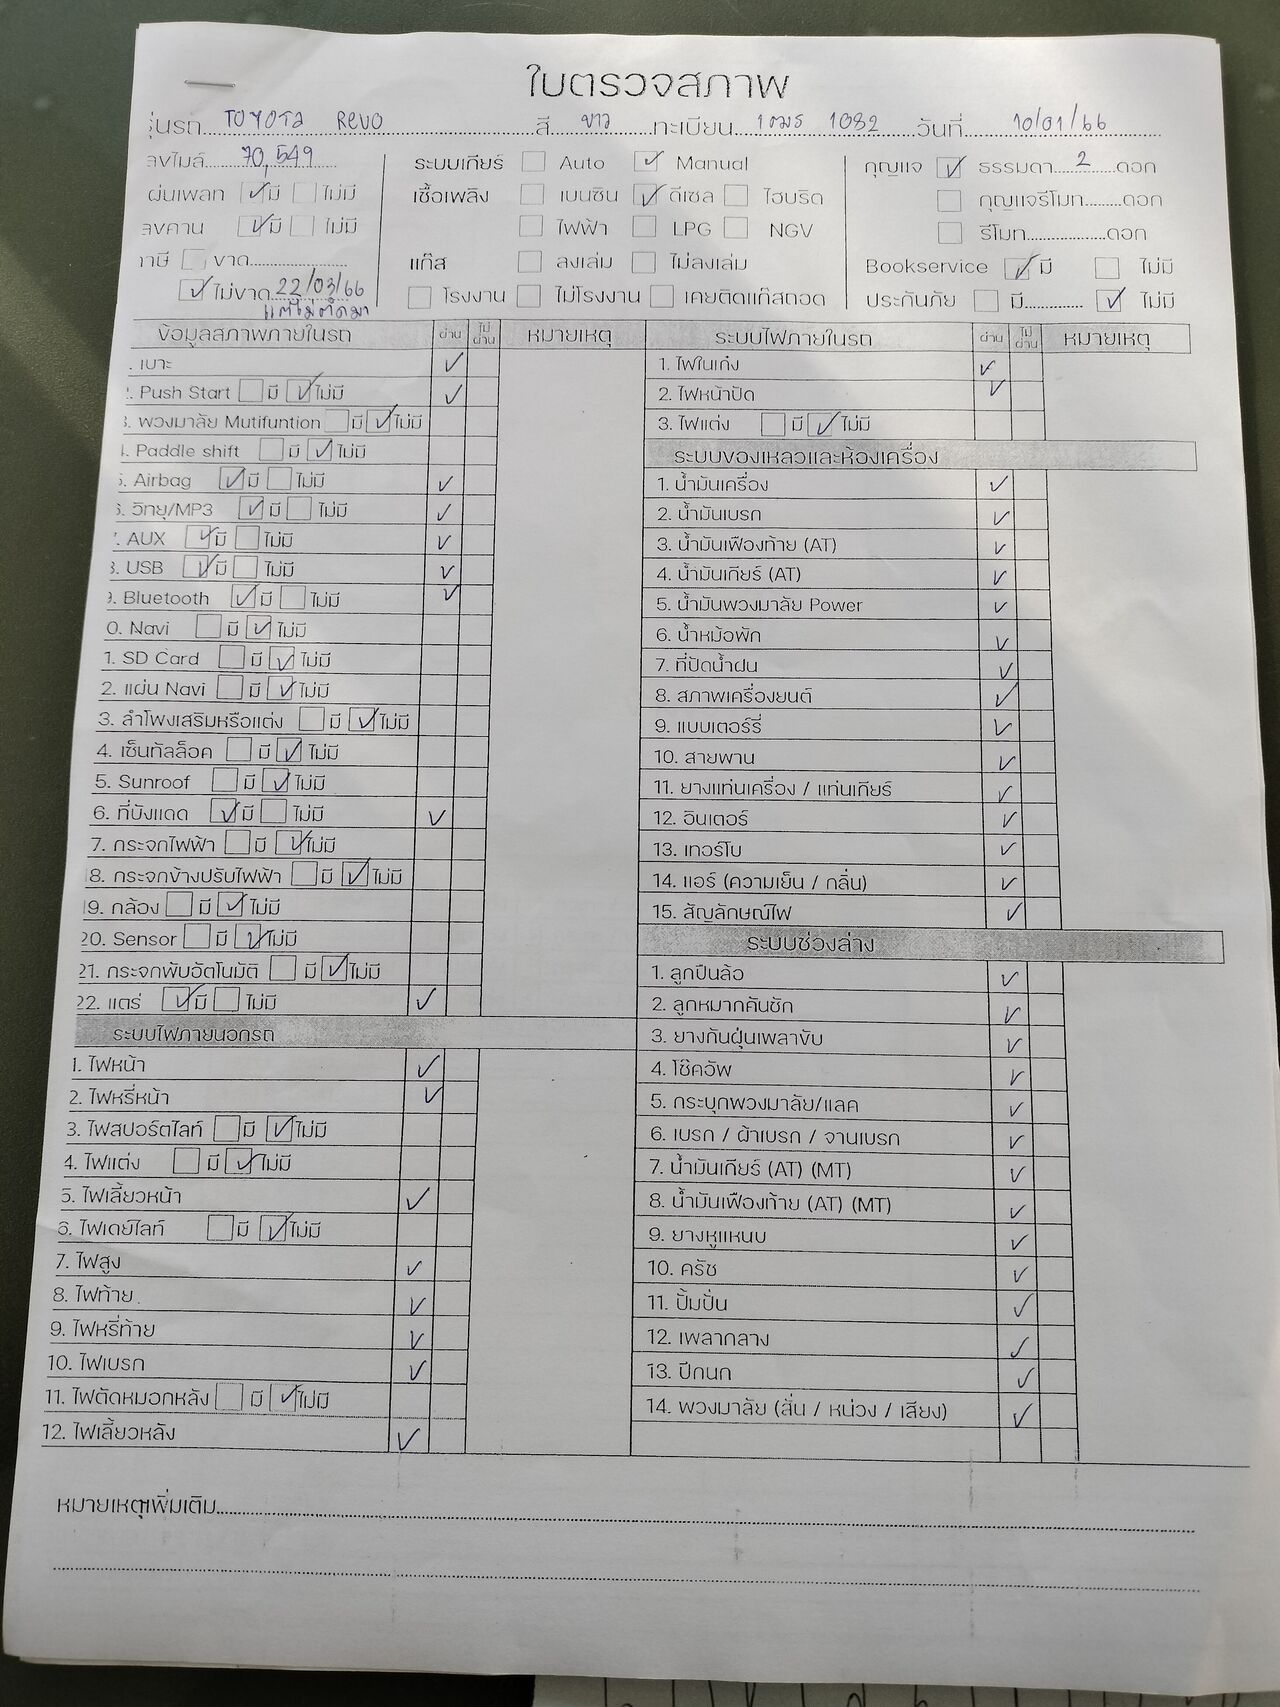 ใบตรวจสภาพ
รุ่นรถ TOYOTA REVO สี ขาว ทะเบียน 1ฒร 1082 วันที่ 10/01/66
ลขไมล์ 70,549
ผ่นเพลท ✓ มี ☐ ไม่มี
ลขคาน ✓ มี ☐ ไม่มี
าษี ☐ ขาด
✓ ไม่ขาด 22/03/66
แต่ไม่ติดมา
ระบบเกียร์ ☐ Auto ✓ Manual
เชื้อเพลิง ☐ เบนซิน ✓ ดีเซล ☐ ไฮบริด
☐ ไฟฟ้า ☐ LPG ☐ NGV
แก๊ส ☐ ลงเล่ม ☐ ไม่ลงเล่ม
☐ โรงงาน ☐ ไม่โรงงาน ☐ เคยติดแก๊สถอด
กุญแจ ✓ ธรรมดา 2 ดอก
☐ กุญแจรีโมท ดอก
☐ รีโมท ดอก
Bookservice ✓ มี ☐ ไม่มี
ประกันภัย ☐ มี ✓ ไม่มี
ข้อมูลสภาพภายในรถ ผ่าน ไม่ผ่าน หมายเหตุ
. เบาะ ✓
. Push Start ☐ มี ✓ ไม่มี ✓
3. พวงมาลัย Mutifuntion ☐ มี ✓ ไม่มี
4. Paddle shift ☐ มี ✓ ไม่มี
5. Airbag ✓ มี ☐ ไม่มี ✓
6. วิทยุ/MP3 ✓ มี ☐ ไม่มี ✓
7. AUX ✓ มี ☐ ไม่มี ✓
8. USB ✓ มี ☐ ไม่มี ✓
9. Bluetooth ✓ มี ☐ ไม่มี ✓
0. Navi ☐ มี ✓ ไม่มี
1. SD Card ☐ มี ✓ ไม่มี
2. แผ่น Navi ☐ มี ✓ ไม่มี
3. ลำโพงเสริมหรือแต่ง ☐ มี ✓ ไม่มี
4. เซ็นทัลล็อค ☐ มี ✓ ไม่มี
5. Sunroof ☐ มี ✓ ไม่มี
6. ที่บังแดด ✓ มี ☐ ไม่มี ✓
7. กระจกไฟฟ้า ☐ มี ✓ ไม่มี
18. กระจกข้างปรับไฟฟ้า ☐ มี ✓ ไม่มี
19. กล้อง ☐ มี ✓ ไม่มี
20. Sensor ☐ มี ✓ ไม่มี
21. กระจกพับอัตโนมัติ ☐ มี ✓ ไม่มี
22. แตร์ ✓ มี ☐ ไม่มี ✓
ระบบไฟภายนอกรถ
1. ไฟหน้า ✓
2. ไฟหรี่หน้า ✓
3. ไฟสปอร์ตไลท์ ☐ มี ✓ ไม่มี
4. ไฟแต่ง ☐ มี ✓ ไม่มี
5. ไฟเลี้ยวหน้า ✓
6. ไฟเดย์ไลท์ ☐ มี ✓ ไม่มี
7. ไฟสูง ✓
8. ไฟท้าย ✓
9. ไฟหรี่ท้าย ✓
10. ไฟเบรก ✓
11. ไฟตัดหมอกหลัง ☐ มี ✓ ไม่มี
12. ไฟเลี้ยวหลัง ✓
ระบบไฟภายในรถ ผ่าน ไม่ผ่าน หมายเหตุ
1. ไฟในเก๋ง ✓
2. ไฟหน้าปัด ✓
3. ไฟแต่ง ☐ มี ✓ ไม่มี
ระบบของเหลวและห้องเครื่อง
1. น้ำมันเครื่อง ✓
2. น้ำมันเบรก ✓
3. น้ำมันเฟืองท้าย (AT) ✓
4. น้ำมันเกียร์ (AT) ✓
5. น้ำมันพวงมาลัย Power ✓
6. น้ำหม้อพัก ✓
7. ที่ปัดน้ำฝน ✓
8. สภาพเครื่องยนต์ ✓
9. แบบเตอร์รี่ ✓
10. สายพาน ✓
11. ยางแท่นเครื่อง / แท่นเกียร์ ✓
12. อินเตอร์ ✓
13. เทอร์โบ ✓
14. แอร์ (ความเย็น / กลิ่น) ✓
15. สัญลักษณ์ไฟ ✓
ระบบช่วงล่าง
1. ลูกปืนล้อ ✓
2. ลูกหมากคันชัก ✓
3. ยางกันฝุ่นเพลาขับ ✓
4. โช๊คอัพ ✓
5. กระบุกพวงมาลัย/แลค ✓
6. เบรก / ผ้าเบรก / จานเบรก ✓
7. น้ำมันเกียร์ (AT) (MT) ✓
8. น้ำมันเฟืองท้าย (AT) (MT) ✓
9. ยางหูแหนบ ✓
10. ครัช ✓
11. ปั้มปั่น ✓
12. เพลากลาง ✓
13. ปีกนก ✓
14. พวงมาลัย (สั่น / หน่วง / เสียง) ✓
หมายเหตุเพิ่มเติม